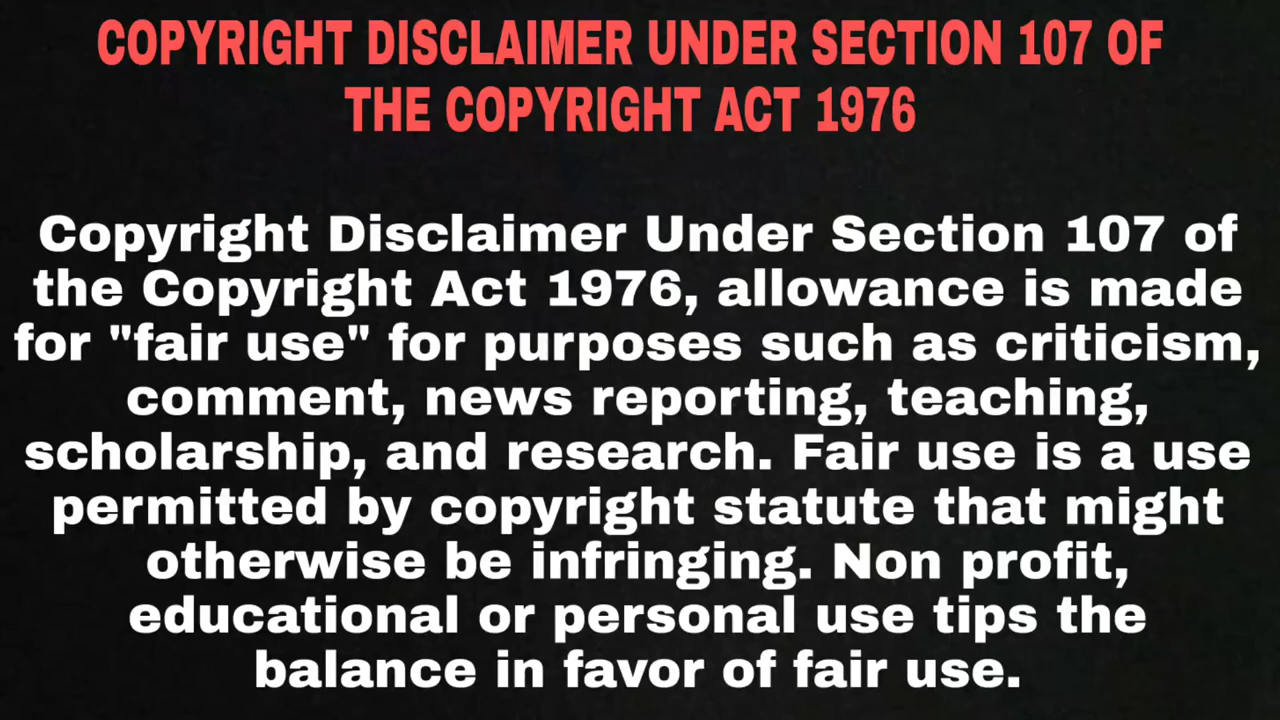 COPYRIGHT DISCLAIMER UNDER SECTION 107 OF
THE COPYRIGHT ACT 1976
Copyright Disclaimer Under Section 107 of
the Copyright Act 1976, allowance is made
for "fair use" for purposes such as criticism,
comment, news reporting, teaching,
scholarship, and research. Fair use is a use
permitted by copyright statute that might
otherwise be infringing. Non profit,
educational or personal use tips the
balance in favor of fair use.